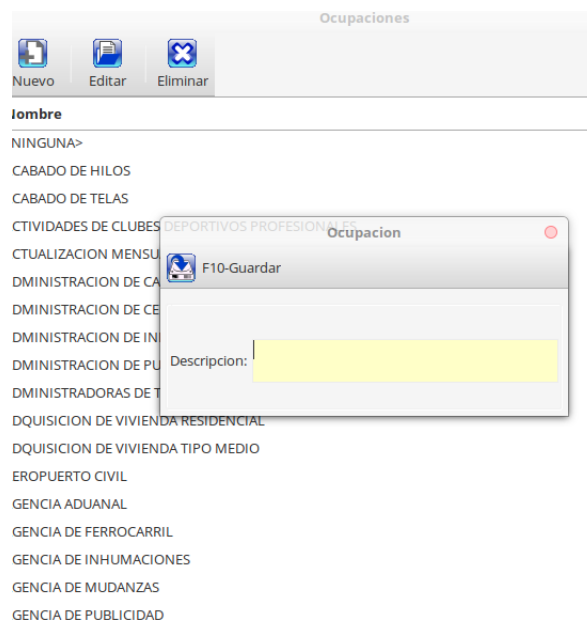 Ocupaciones
Nuevo Editar Eliminar
Nombre
NINGUNA>
CABADO DE HILOS
CABADO DE TELAS
CTIVIDADES DE CLUBES DEPORTIVOS PROFESIONALES
Ocupacion
CTUALIZACION MENSU
F10-Guardar
DMINISTRACION DE CA
DMINISTRACION DE CE
DMINISTRACION DE IN
DMINISTRACION DE PU
Descripcion:
DMINISTRADORAS DE T
DQUISICION DE VIVIENDA RESIDENCIAL
DQUISICION DE VIVIENDA TIPO MEDIO
EROPUERTO CIVIL
GENCIA ADUANAL
GENCIA DE FERROCARRIL
GENCIA DE INHUMACIONES
GENCIA DE MUDANZAS
GENCIA DE PUBLICIDAD